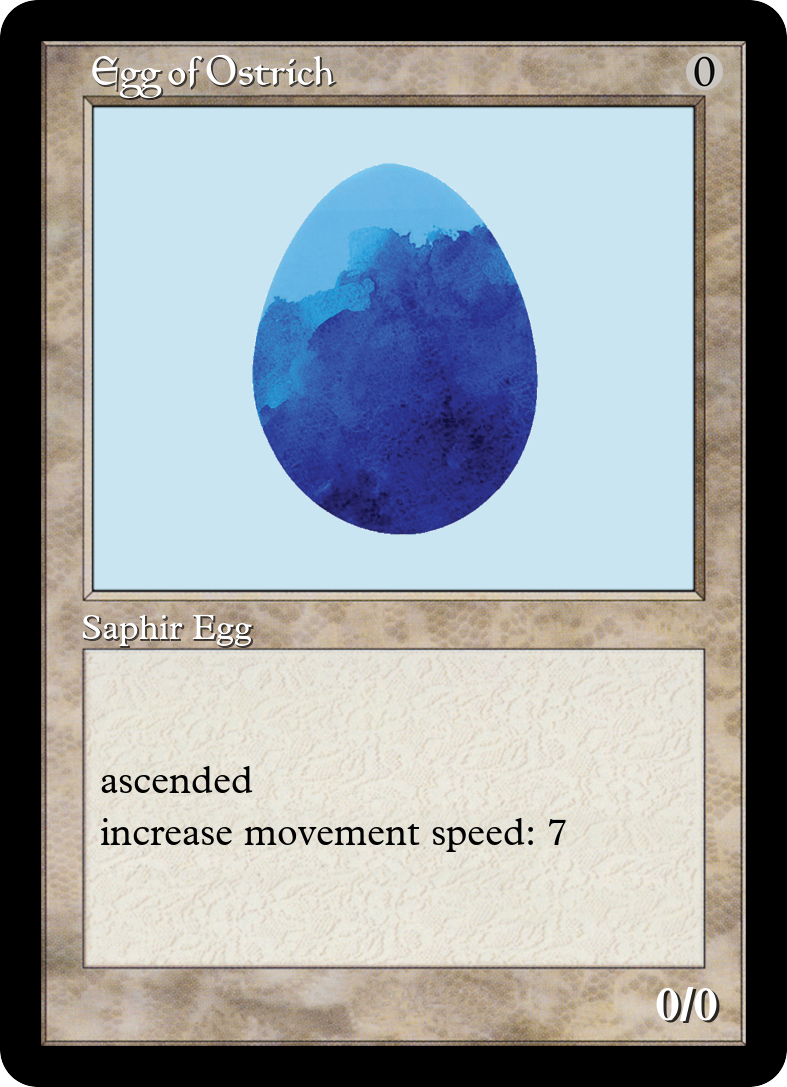 Egg of Ostrich 0
Saphir Egg
ascended
increase movement speed: 7
0/0